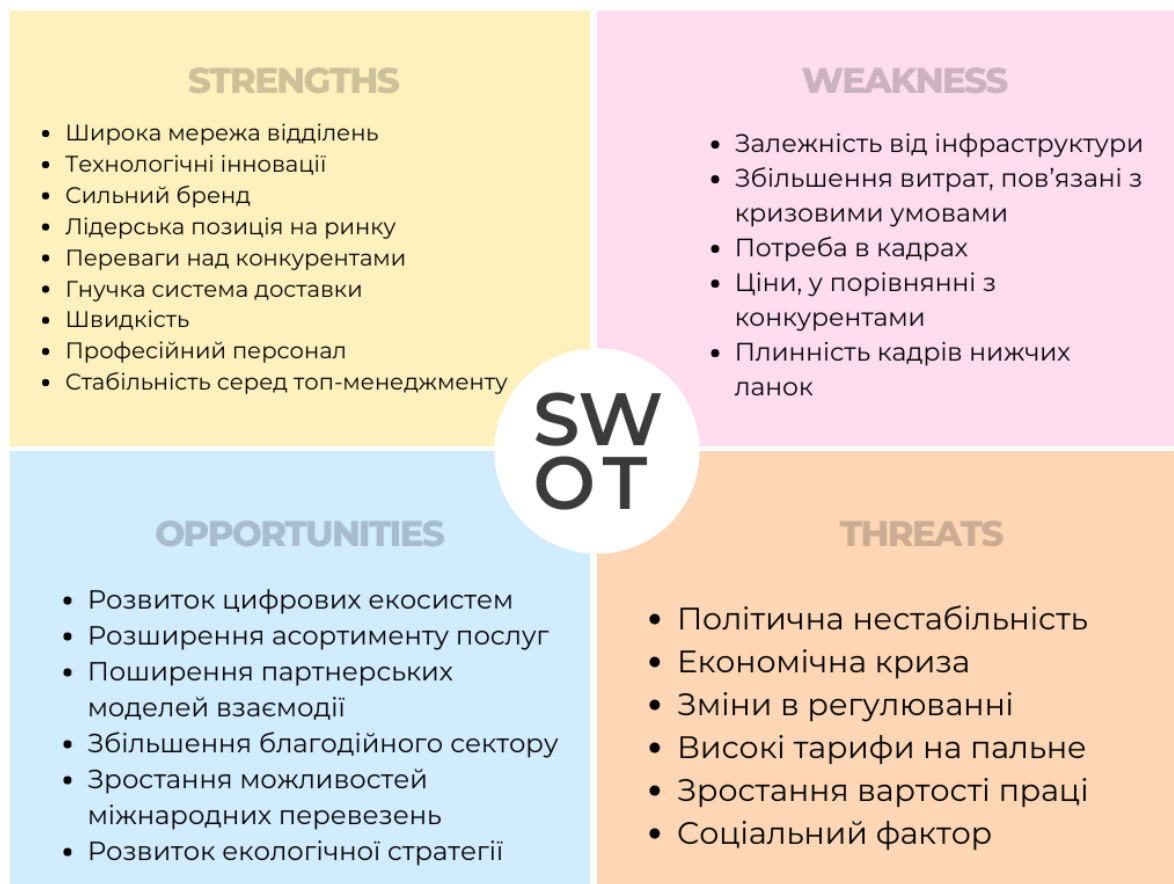 STRENGTHS
• Широка мережа відділень
• Технологічні інновації
• Сильний бренд
• Лідерська позиція на ринку
• Переваги над конкурентами
• Гнучка система доставки
• Швидкість
• Професійний персонал
• Стабільність серед топ-менеджменту
WEAKNESS
• Залежність від інфраструктури
• Збільшення витрат, пов’язані з
кризовими умовами
• Потреба в кадрах
• Ціни, у порівнянні з
конкурентами
• Плинність кадрів нижчих
ланок
SW
OT
OPPORTUNITIES
• Розвиток цифрових екосистем
• Розширення асортименту послуг
• Поширення партнерських
моделей взаємодії
• Збільшення благодійного сектору
• Зростання можливостей
міжнародних перевезень
• Розвиток екологічної стратегії
THREATS
• Політична нестабільність
• Економічна криза
• Зміни в регулюванні
• Високі тарифи на пальне
• Зростання вартості праці
• Соціальний фактор